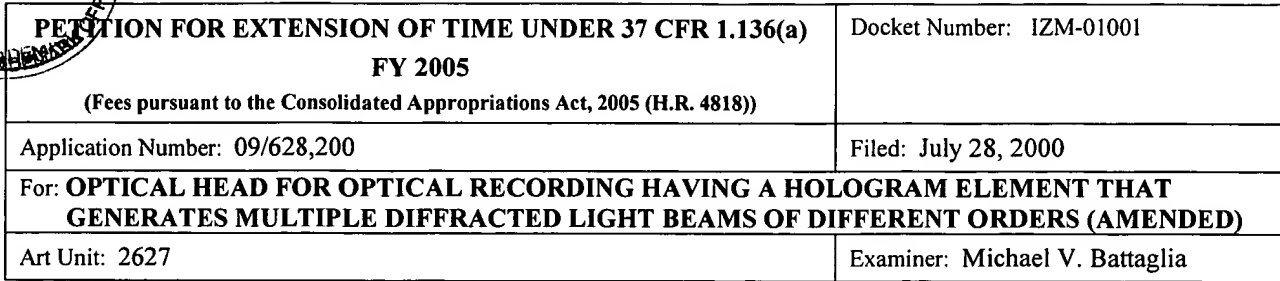 PETITION FOR EXTENSION OF TIME UNDER 37 CFR 1.136(a)
FY 2005
(Fees pursuant to the Consolidated Appropriations Act, 2005 (H.R. 4818))
Docket Number: IZM-01001
Application Number: 09/628,200
Filed: July 28, 2000
For: OPTICAL HEAD FOR OPTICAL RECORDING HAVING A HOLOGRAM ELEMENT THAT
GENERATES MULTIPLE DIFFRACTED LIGHT BEAMS OF DIFFERENT ORDERS (AMENDED)
Art Unit: 2627
Examiner: Michael V. Battaglia